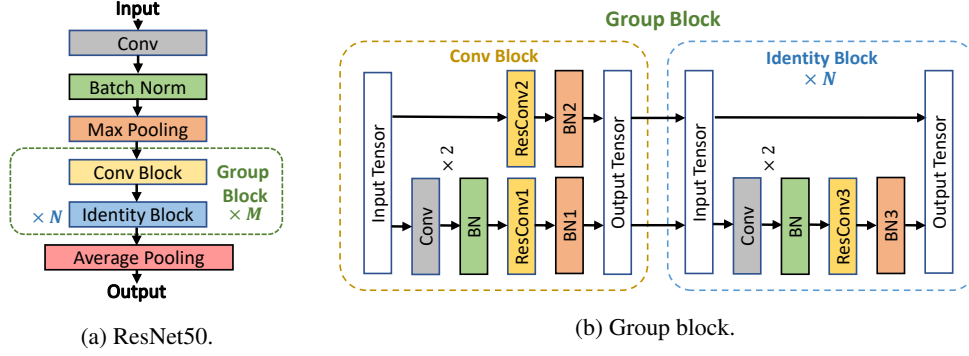 Input
Conv
Batch Norm
Max Pooling
Conv Block
Identity Block
Group
Block
× M
× N
Average Pooling
Output
(a) ResNet50.
Group Block
Conv Block
Input Tensor
ResConv2
BN2
× 2
Conv
BN
ResConv1
BN1
Output Tensor
Identity Block
× N
Input Tensor
× 2
Conv
BN
ResConv3
BN3
Output Tensor
(b) Group block.